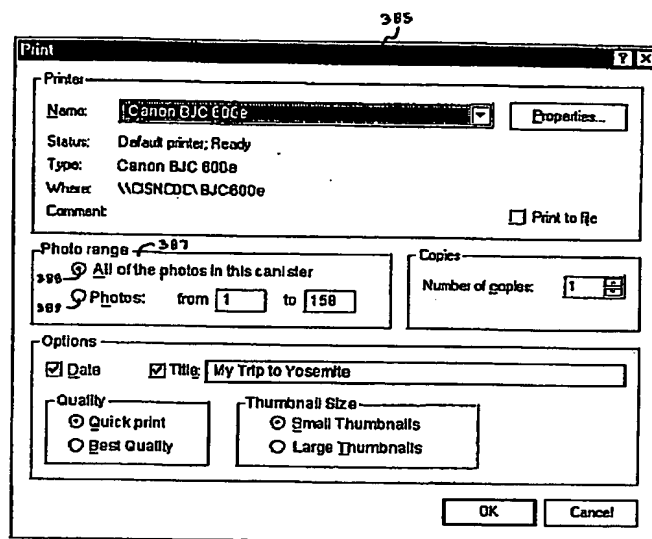 385
Print ? X
Printer
Name: Canon BJC 600e Properties...
Status: Default printer; Ready
Type: Canon BJC 600e
Where: \\CISNCDC\BJC600e
Comment:
Print to file
Photo range 387
388 All of the photos in this canister
389 Photos: from 1 to 158
Copies
Number of copies: 1
Options
Date Title: My Trip to Yosemite
Quality
Quick print
Best Quality
Thumbnail Size
Small Thumbnails
Large Thumbnails
OK Cancel